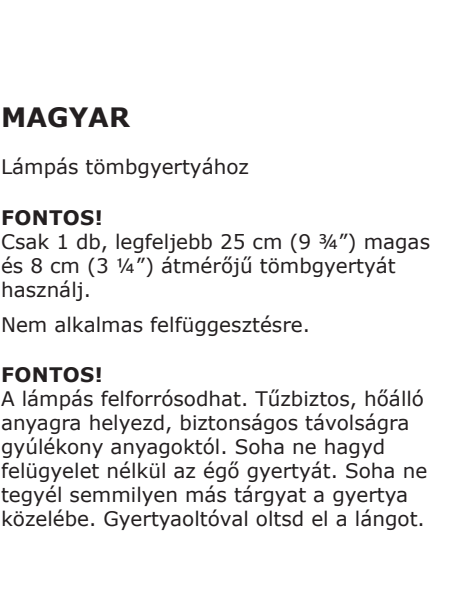 MAGYAR
Lámpás tömbgyertyához
FONTOS!
Csak 1 db, legfeljebb 25 cm (9 ¾”) magas
és 8 cm (3 ¼”) átmérőjű tömbgyertyát
használj.
Nem alkalmas felfüggesztésre.
FONTOS!
A lámpás felforrósodhat. Tűzbiztos, hőálló
anyagra helyezd, biztonságos távolságra
gyúlékony anyagoktól. Soha ne hagyd
felügyelet nélkül az égő gyertyát. Soha ne
tegyél semmilyen más tárgyat a gyertya
közelébe. Gyertyaoltóval oltsd el a lángot.